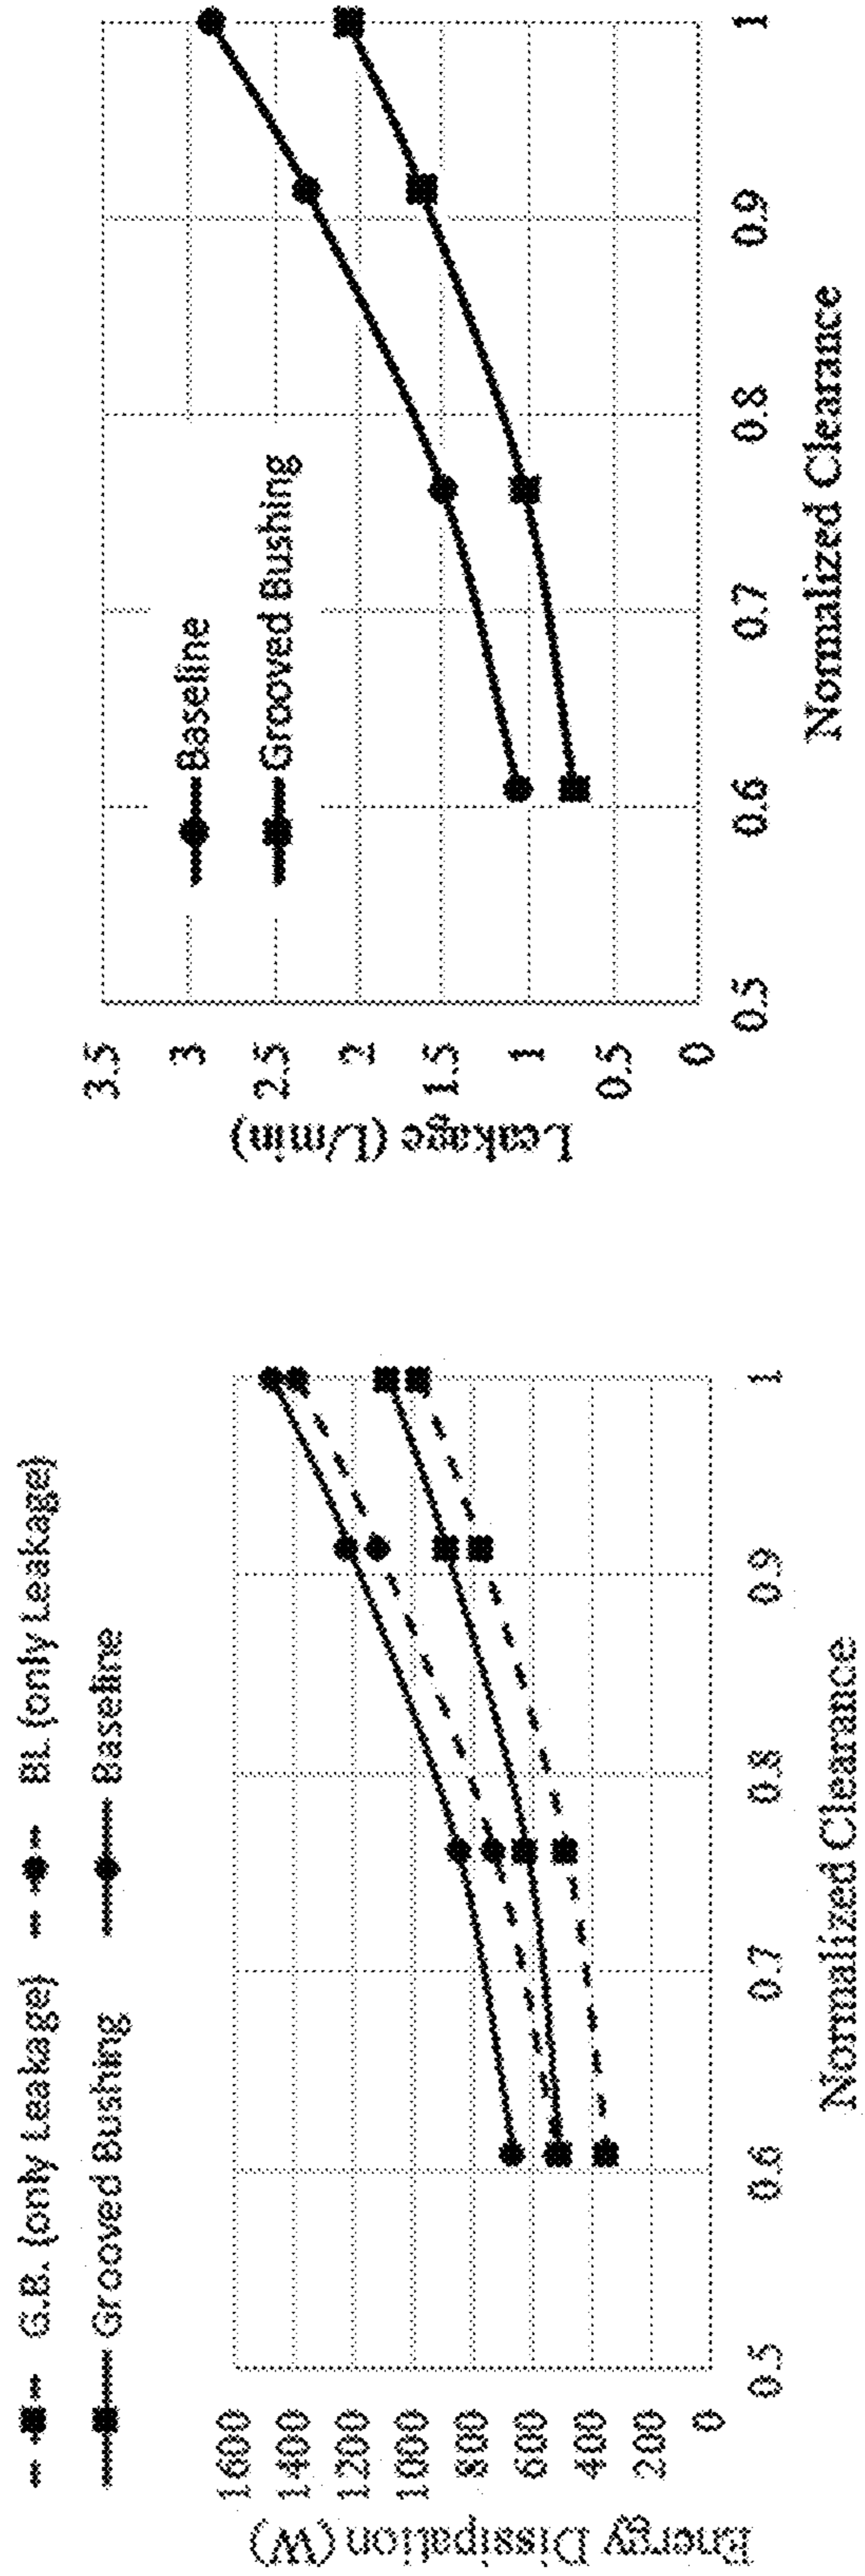 G.B. (only Leakage)
BL (only Leakage)
Grooved Bushing
Baseline
1600
1400
1200
1000
800
600
400
200
0
Energy Dissipation (W)
0.5
0.6
0.7
0.8
0.9
1
Normalized Clearance
Baseline
Grooved Bushing
3.5
3
2.5
2
1.5
1
0.5
0
Leakage (L/min)
0.5
0.6
0.7
0.8
0.9
1
Normalized Clearance